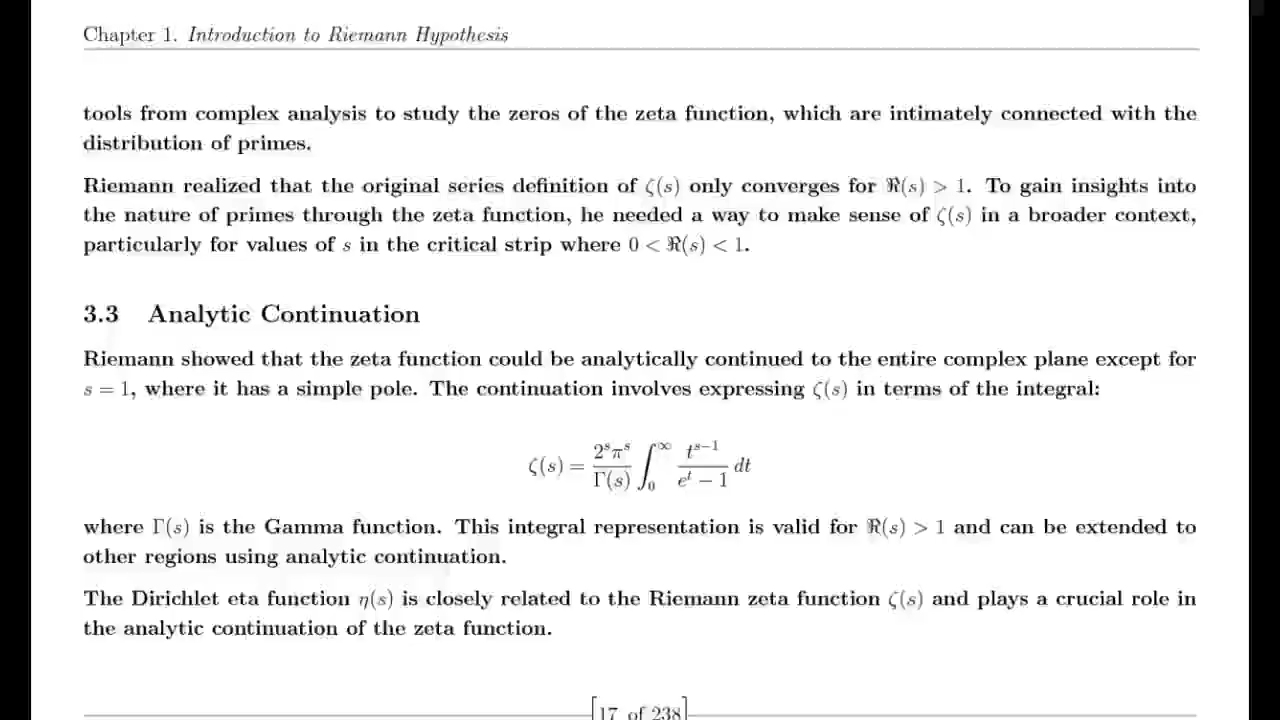 Chapter 1. Introduction to Riemann Hypothesis
tools from complex analysis to study the zeros of the zeta function, which are intimately connected with the
distribution of primes.
Riemann realized that the original series definition of ζ(s) only converges for ℜ(s) > 1. To gain insights into
the nature of primes through the zeta function, he needed a way to make sense of ζ(s) in a broader context,
particularly for values of s in the critical strip where 0 < ℜ(s) < 1.
3.3 Analytic Continuation
Riemann showed that the zeta function could be analytically continued to the entire complex plane except for
s = 1, where it has a simple pole. The continuation involves expressing ζ(s) in terms of the integral:
ζ(s) = \frac{2^s π^s}{Γ(s)} ∫_0^∞ \frac{t^{s−1}}{e^t − 1} dt
where Γ(s) is the Gamma function. This integral representation is valid for ℜ(s) > 1 and can be extended to
other regions using analytic continuation.
The Dirichlet eta function η(s) is closely related to the Riemann zeta function ζ(s) and plays a crucial role in
the analytic continuation of the zeta function.
[17 of 238]